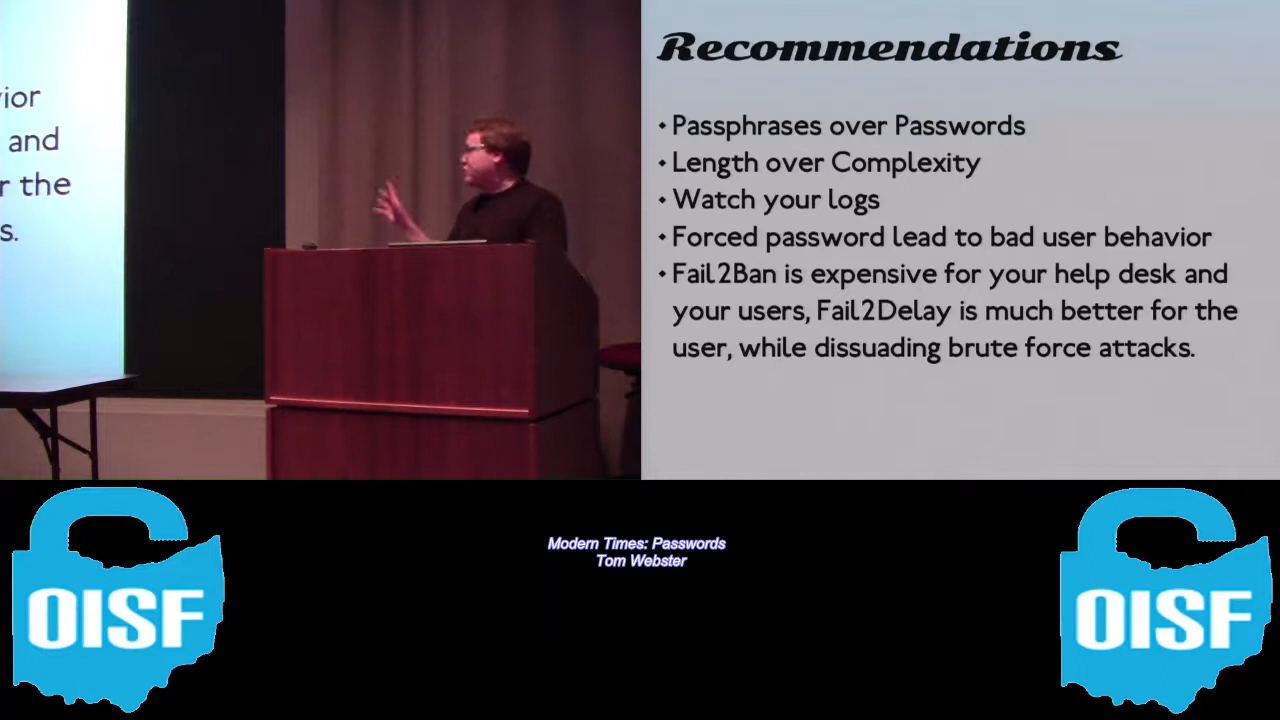 ior
and
r the
s.
Recommendations
• Passphrases over Passwords
• Length over Complexity
• Watch your logs
• Forced password lead to bad user behavior
• Fail2Ban is expensive for your help desk and
your users, Fail2Delay is much better for the
user, while dissuading brute force attacks.
Modern Times: Passwords
Tom Webster
OISF
OISF